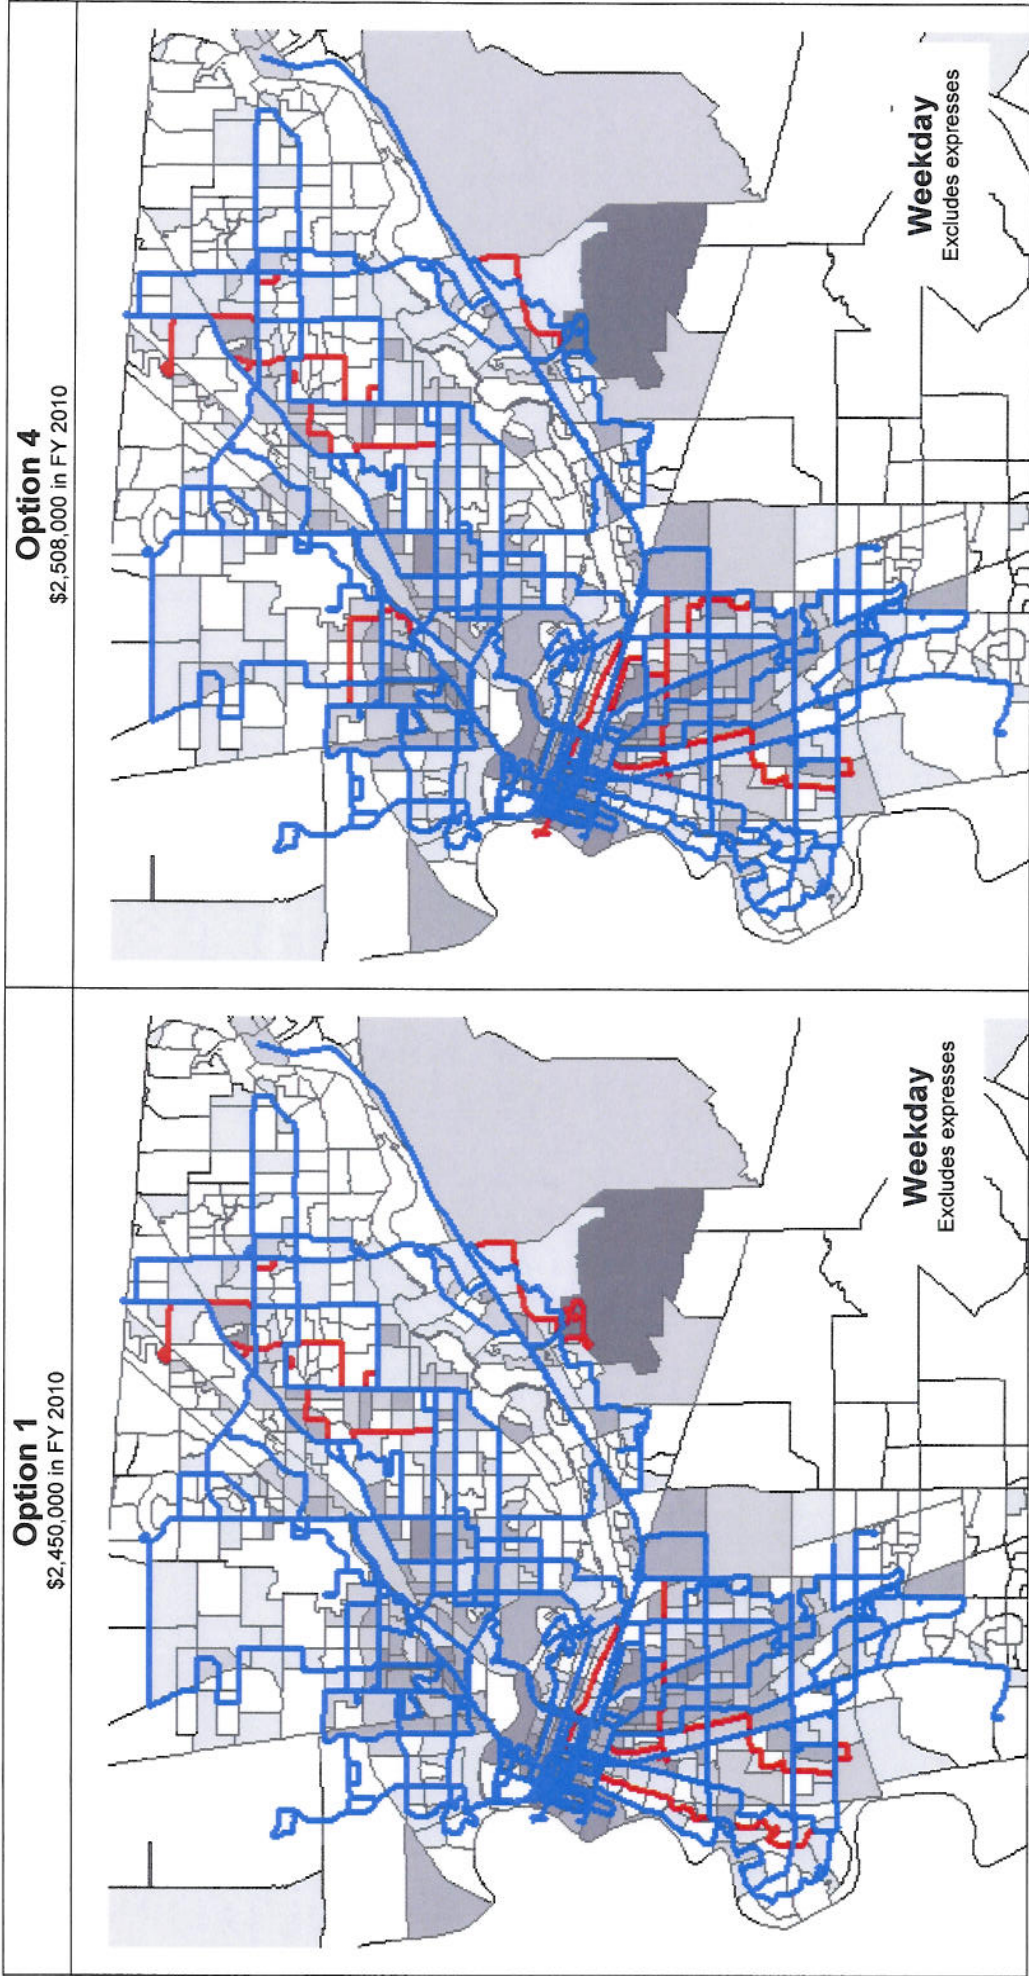 Option 1
$2,450,000 in FY 2010
Weekday
Excludes expresses
Option 4
$2,508,000 in FY 2010
Weekday
Excludes expresses